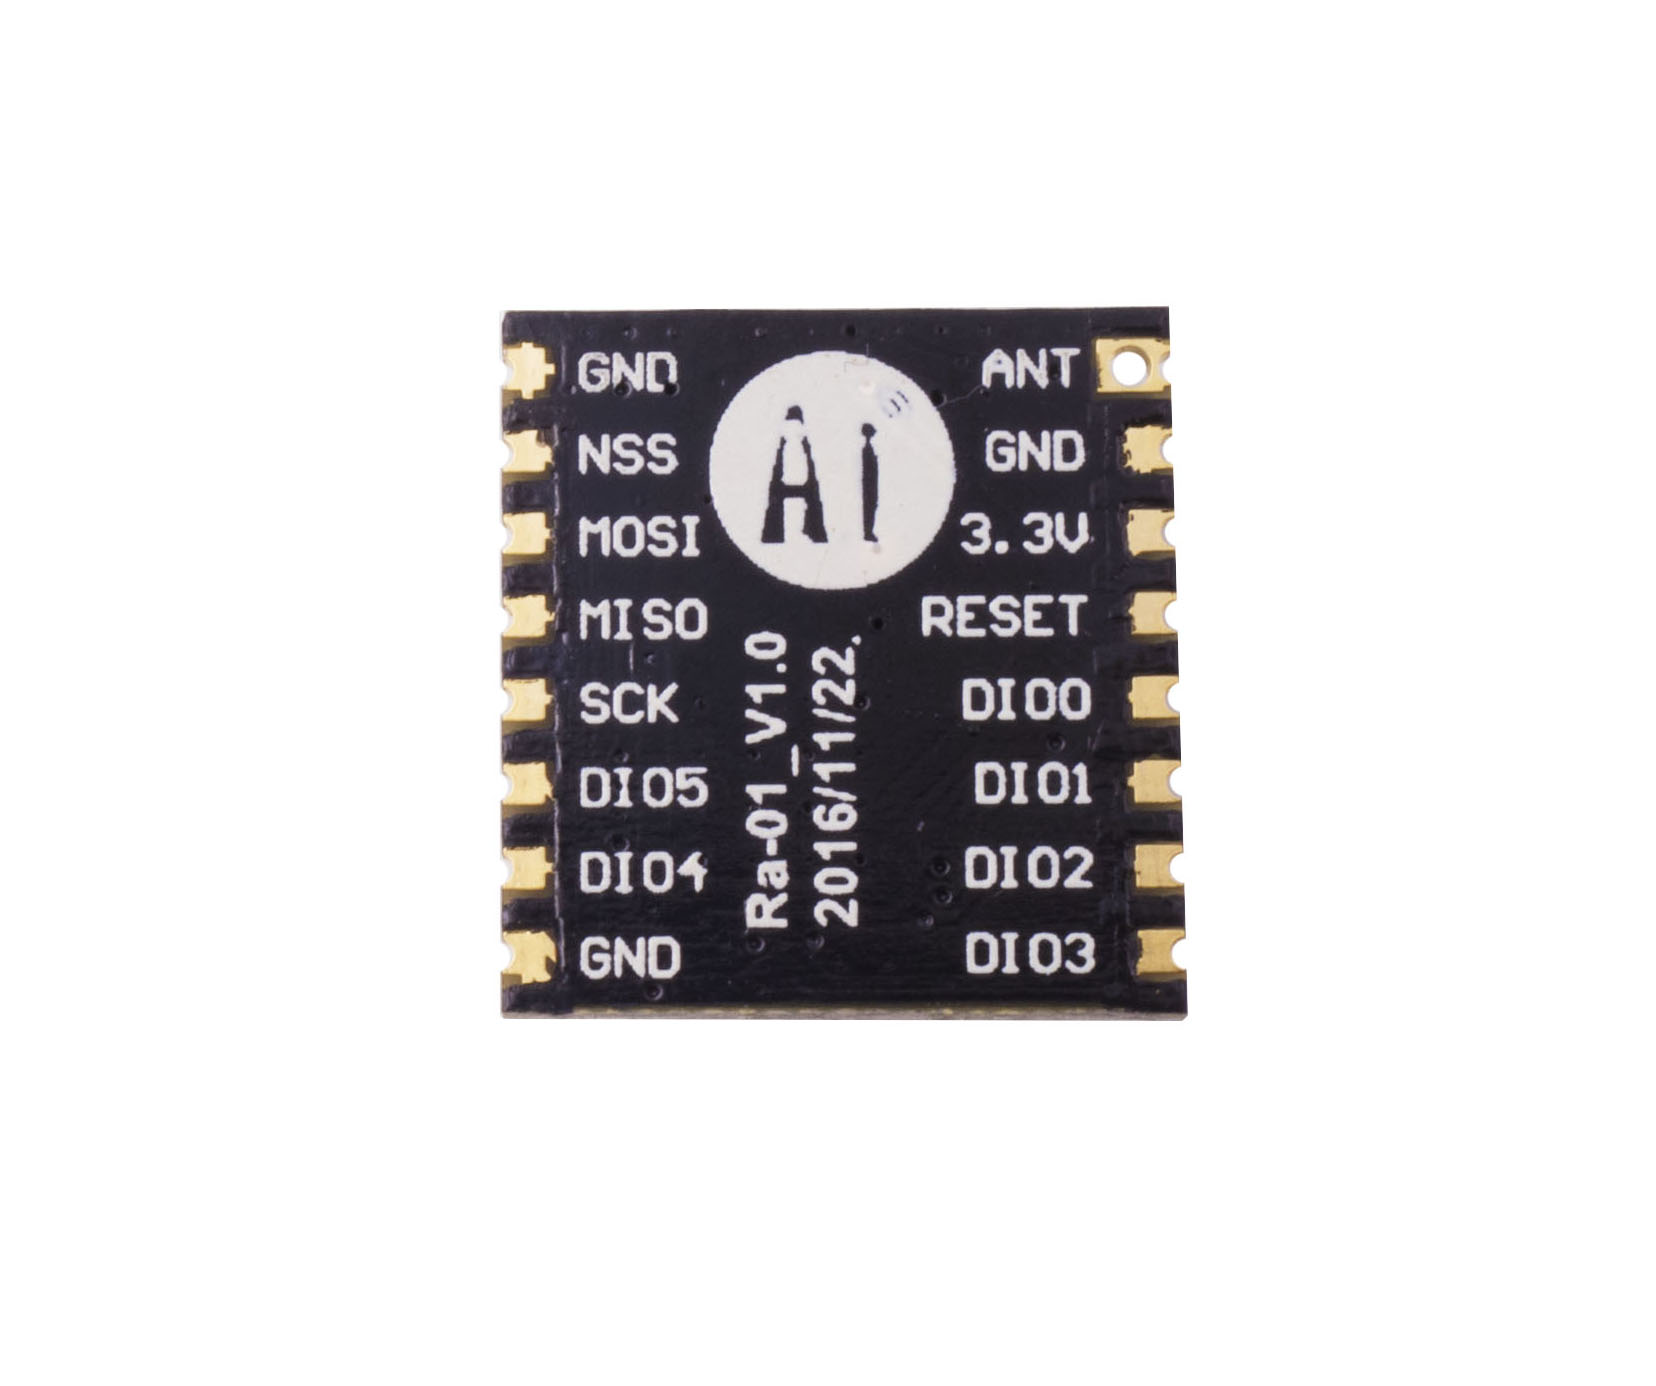 GND ANT
NSS GND
MOSI 3.3V
MISO RESET
SCK DIO0
DIO5 DIO1
DIO4 DIO2
GND DIO3
Ai
Ra-01_V1.0
2016/11/22.